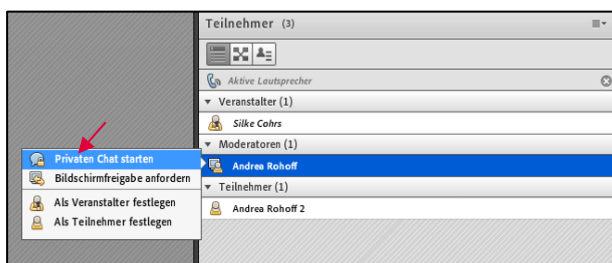 Teilnehmer (3)
Aktive Lautsprecher
Veranstalter (1)
Silke Cohrs
Moderatoren (1)
Privaten Chat starten
Andrea Rohoff
Bildschirmfreigabe anfordern
Teilnehmer (1)
Als Veranstalter festlegen
Andrea Rohoff 2
Als Teilnehmer festlegen